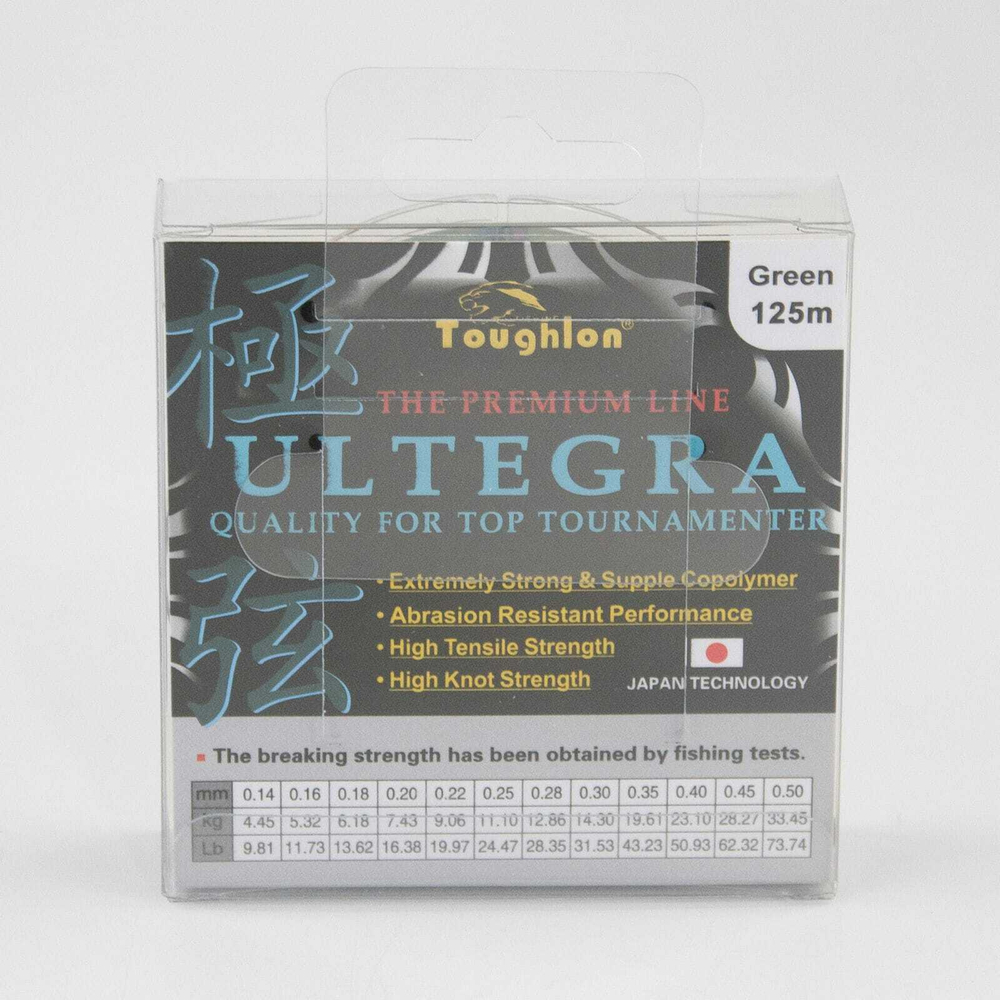 Green
125m
極弦
Toughlon®
THE PREMIUM LINE
ULTEGRA
QUALITY FOR TOP TOURNAMENTER
• Extremely Strong & Supple Copolymer
• Abrasion Resistant Performance
• High Tensile Strength
• High Knot Strength
JAPAN TECHNOLOGY
The breaking strength has been obtained by fishing tests.
mm 0.14 0.16 0.18 0.20 0.22 0.25 0.28 0.30 0.35 0.40 0.45 0.50
Kg 4.45 5.32 6.18 7.43 9.06 11.10 12.86 14.30 19.61 23.10 28.27 33.45
Lb 9.81 11.73 13.62 16.38 19.97 24.47 28.35 31.53 43.23 50.93 62.32 73.74